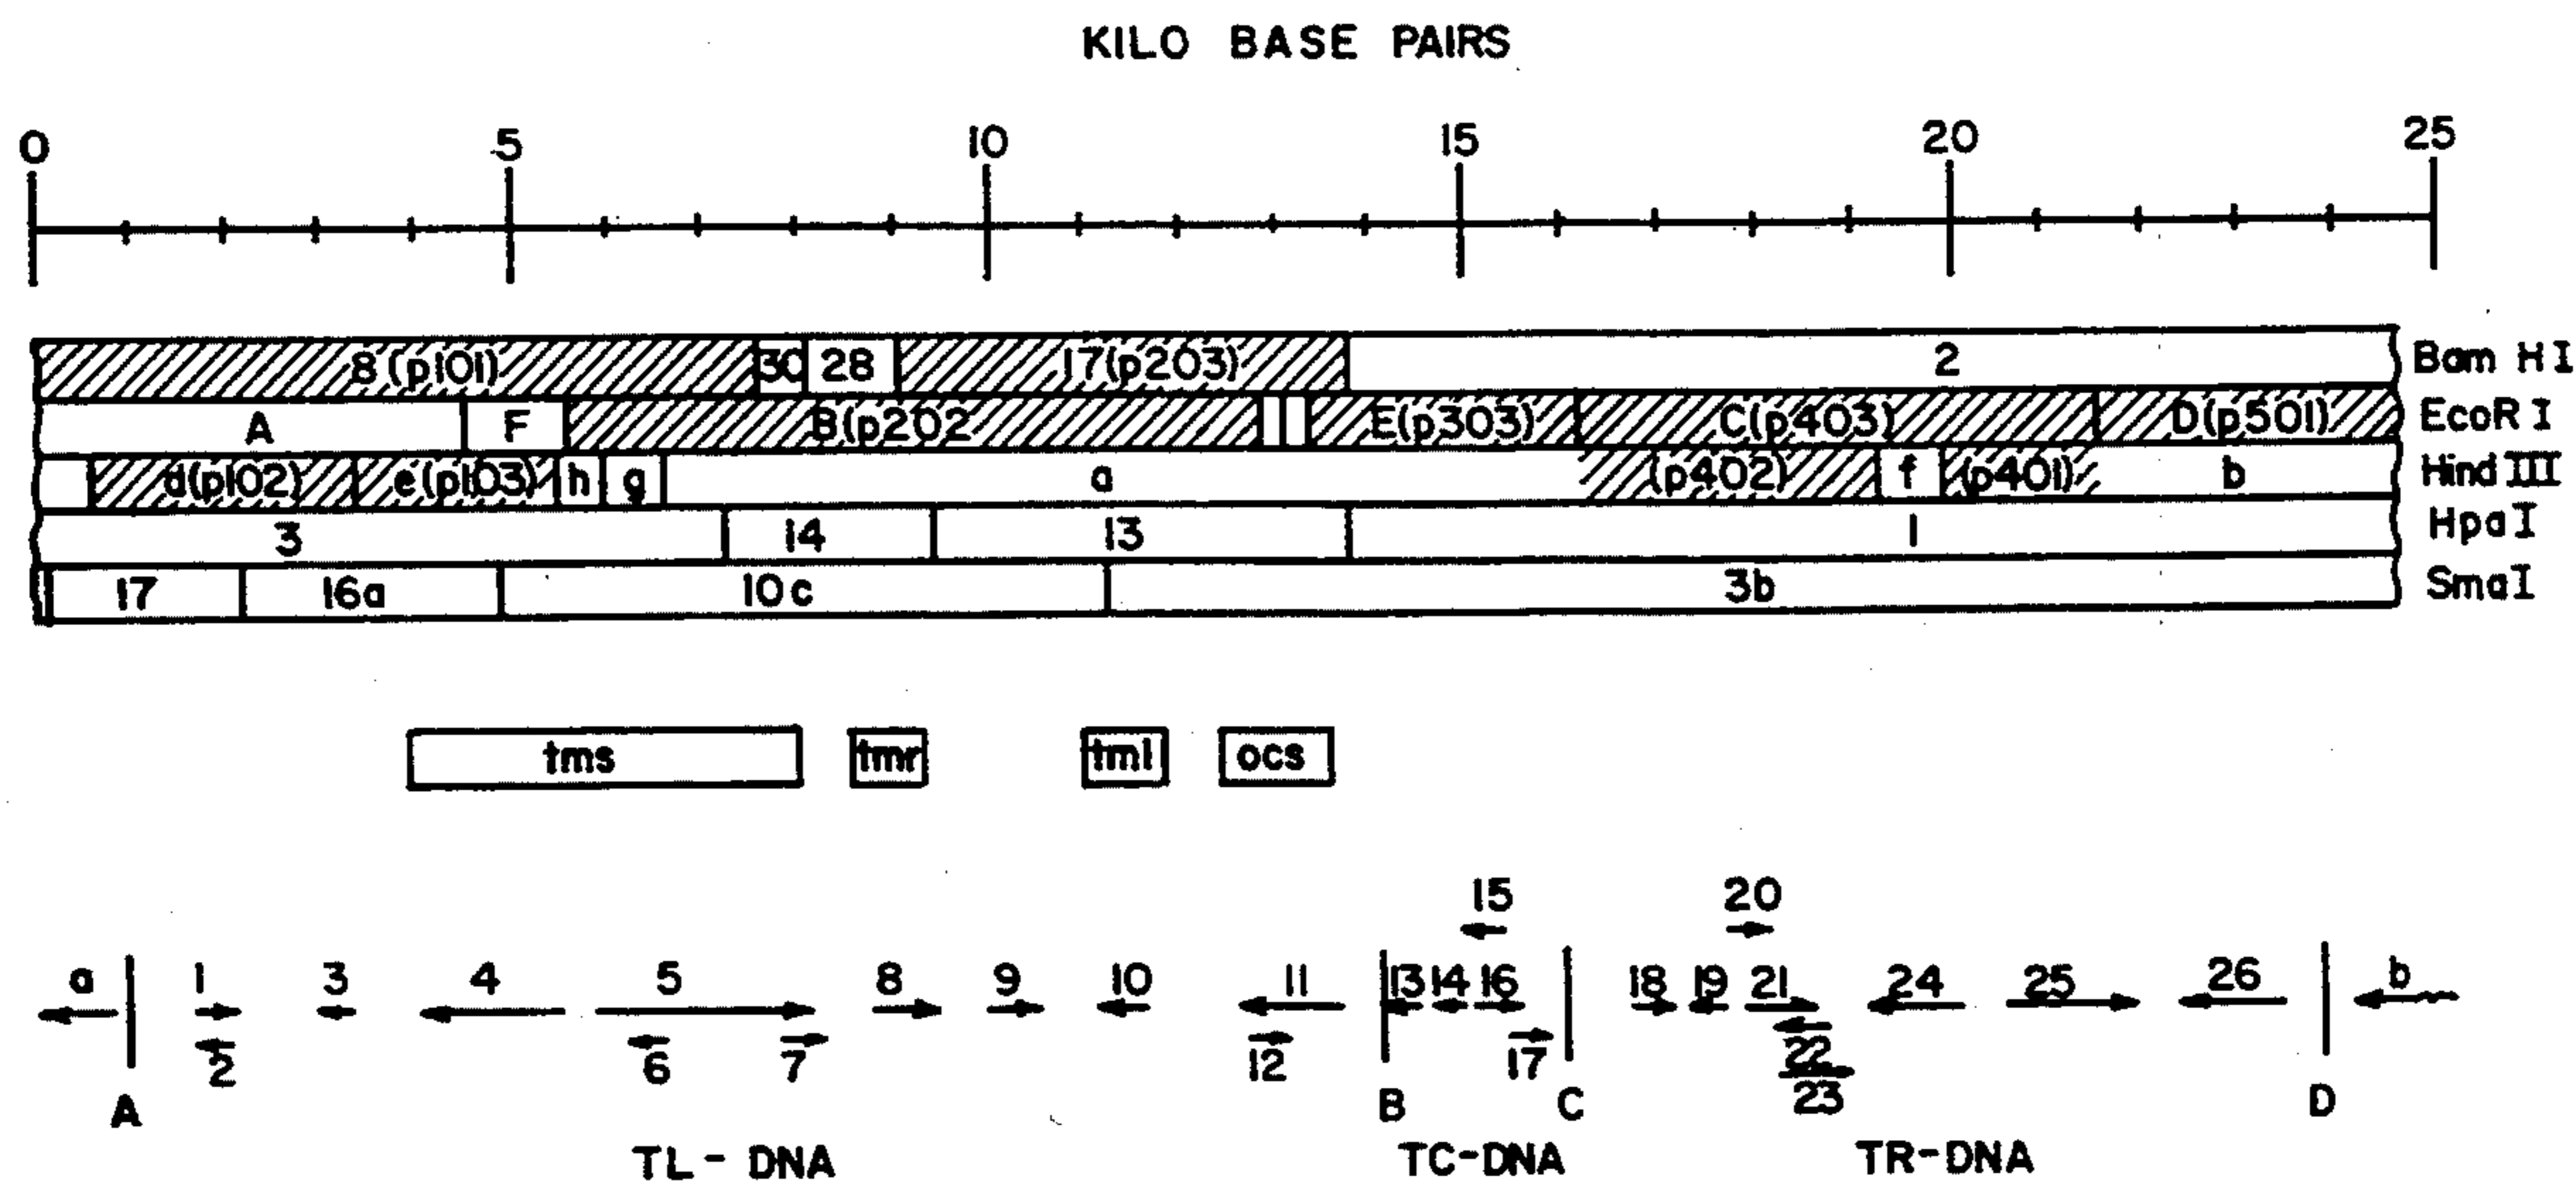 KILO BASE PAIRS
0 5 10 15 20 25
8 (p101) 30 28 17(p203) 2 Bam HI
A F B(p202 E(p303) C(p403) D(p501) EcoR I
d(p102) e(p103) h g a (p402) f (p401) b Hind III
3 14 13 1 HpaI
17 16a 10c 3b SmaI
tms tmr tml ocs
15 20
a 1 3 4 5 8 9 10 11 13 14 16 18 19 21 24 25 26 b
2 6 7 12 17 22
23
A B C D
TL- DNA TC-DNA TR-DNA